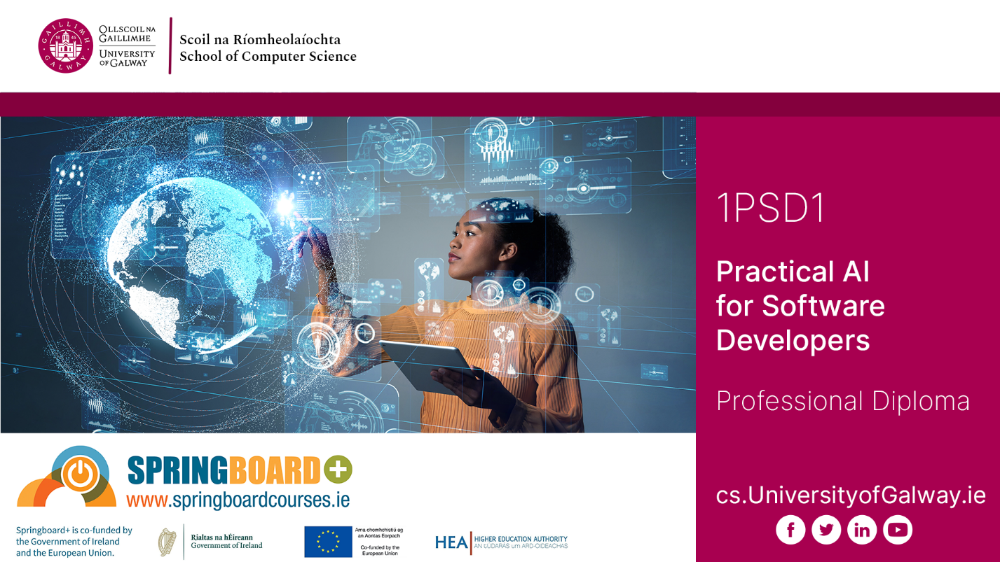 GAILLIMH
1845
GALWAY
OLLSCOIL NA
GAILLIMHE
UNIVERSITY
OF GALWAY
Scoil na Ríomheolaíochta
School of Computer Science
1PSD1
Practical AI
for Software
Developers
Professional Diploma
cs.UniversityofGalway.ie
SPRINGBOARD+
www.springboardcourses.ie
Springboard+ is co-funded by
the Government of Ireland
and the European Union.
Rialtas na hÉireann
Government of Ireland
Arna chomhchistiú ag
an Aontas Eorpach
Co-funded by the
European Union
HEA
HIGHER EDUCATION AUTHORITY
AN tÚDARÁS um ARD-OIDEACHAS